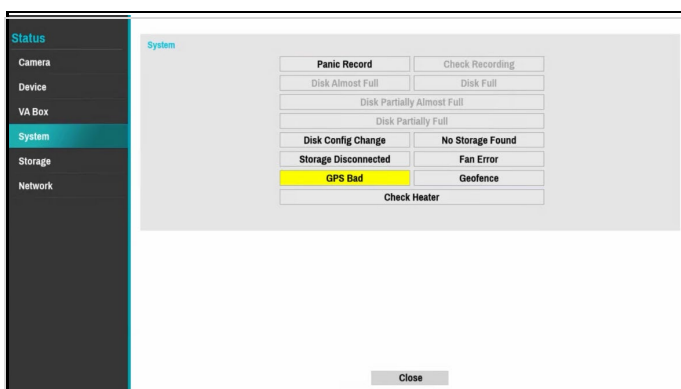 Status
Camera
Device
VA Box
System
Storage
Network
System
Panic Record
Check Recording
Disk Almost Full
Disk Full
Disk Partially Almost Full
Disk Partially Full
Disk Config Change
No Storage Found
Storage Disconnected
Fan Error
GPS Bad
Geofence
Check Heater
Close